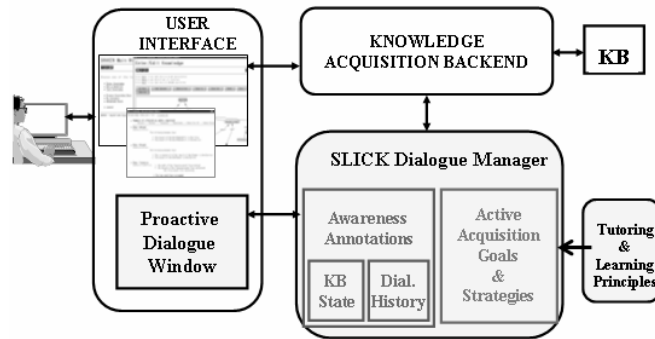 USER
INTERFACE
KNOWLEDGE
ACQUISITION BACKEND
KB
SLICK Dialogue Manager
Proactive
Dialogue
Window
Awareness
Annotations
KB
State
Dial.
History
Active
Acquisition
Goals
&
Strategies
Tutoring
&
Learning
Principles